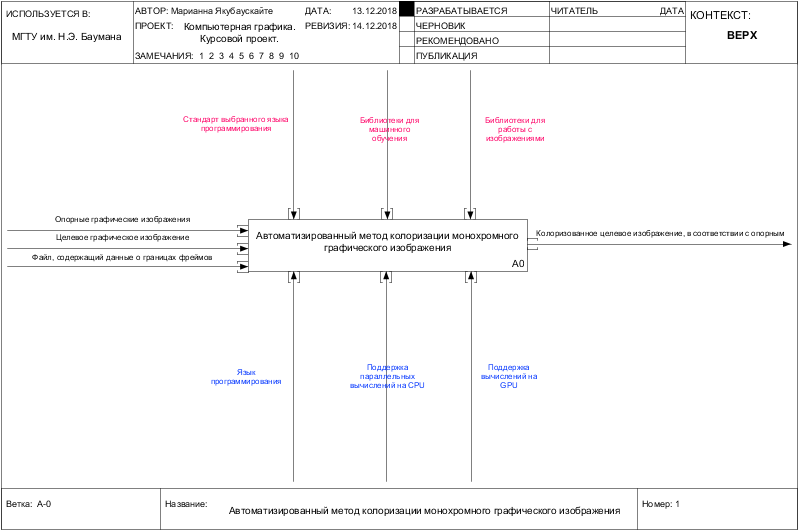 ИСПОЛЬЗУЕТСЯ В:
МГТУ им. Н.Э. Баумана
АВТОР: Марианна Якубаускайте
ДАТА: 13.12.2018
ПРОЕКТ: Компьютерная графика.
Курсовой проект.
РЕВИЗИЯ: 14.12.2018
ЗАМЕЧАНИЯ: 1 2 3 4 5 6 7 8 9 10
РАЗРАБАТЫВАЕТСЯ
ЧЕРНОВИК
РЕКОМЕНДОВАНО
ПУБЛИКАЦИЯ
ЧИТАТЕЛЬ ДАТА
КОНТЕКСТ:
ВЕРХ
Стандарт выбранного языка
программирования
Библиотеки для
машинного
обучения
Библиотеки для
работы с
изображениями
Опорные графические изображения
Целевое графическое изображение
Файл, содержащий данные о границах фреймов
Автоматизированный метод колоризации монохромного
графического изображения
A0
Колоризованное целевое изображение, в соответствии с опорным
Язык
программирования
Поддержка
параллельных
вычислений на CPU
Поддержка
вычислений на
GPU
Ветка: A-0
Название:
Автоматизированный метод колоризации монохромного графического изображения
Номер: 1